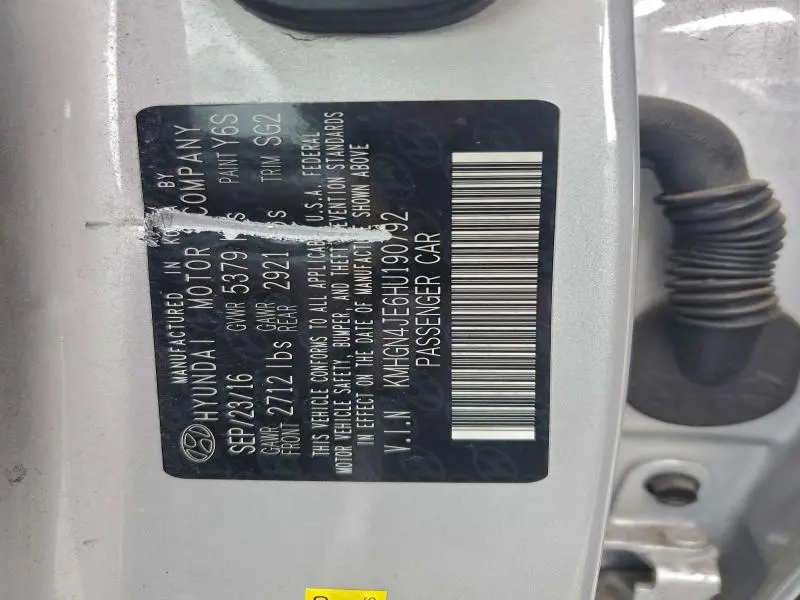 MANUFACTURED IN BY
HYUNDAI MOTOR COMPANY
SEP/23/16 GVWR 5379 PAINT Y6S
GAWR FRONT 2712 lbs GAWR REAR 2921 TRIM SG2
THIS VEHICLE CONFORMS TO ALL APPLICABLE U.S.A. FEDERAL
MOTOR VEHICLE SAFETY, BUMPER, AND THEFT STANDARDS
IN EFFECT ON THE DATE OF MANUFACTURE SHOWN ABOVE
V.I.N
PASSENGER CAR